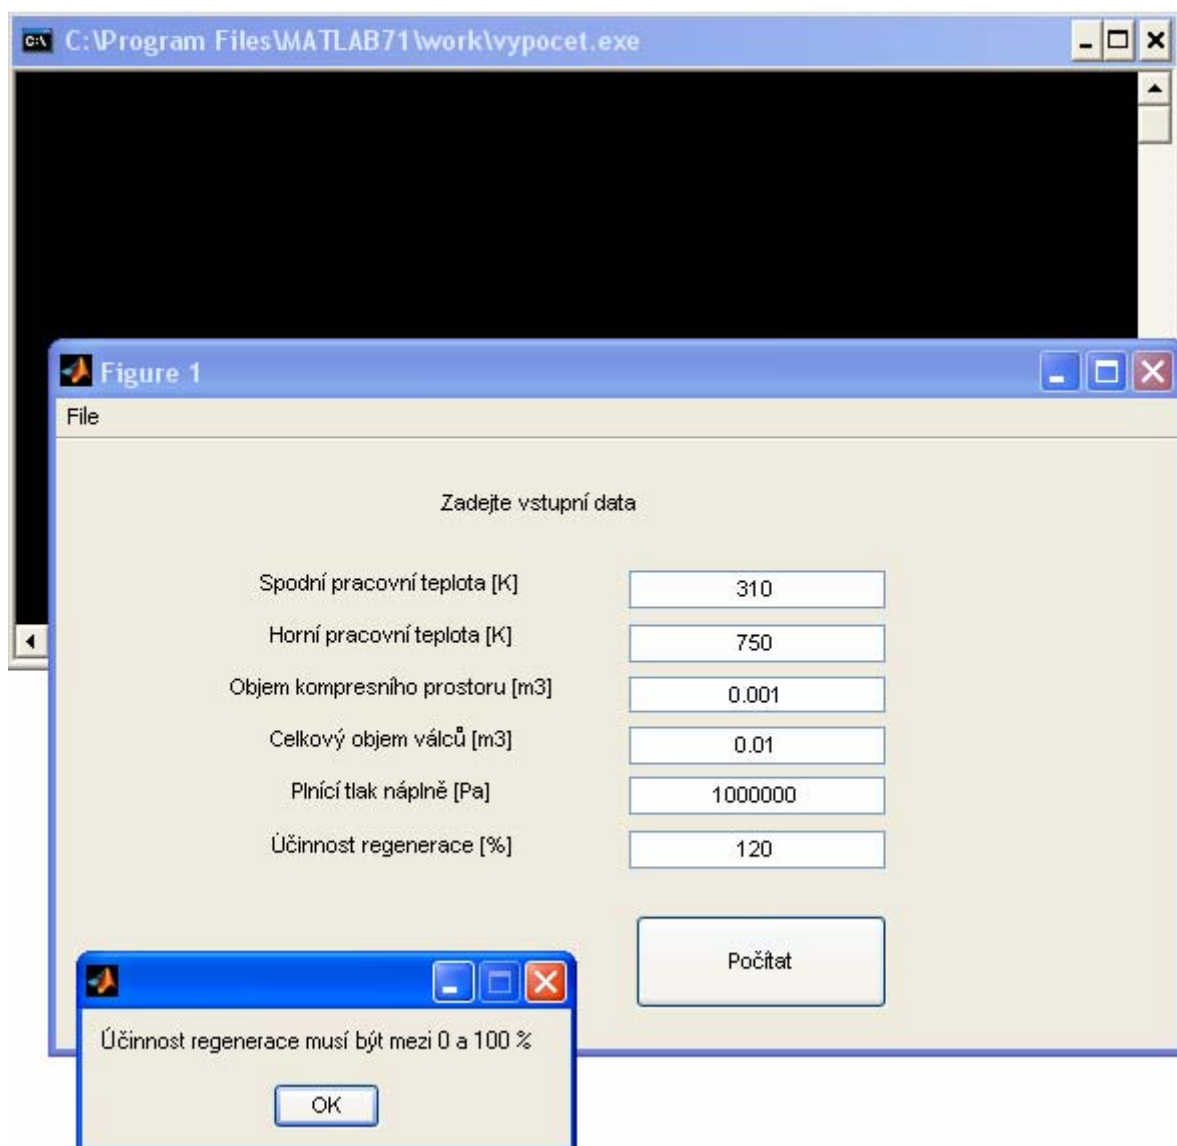 C:\Program Files\MATLAB71\work\vypocet.exe
Figure 1
File
Zadejte vstupní data
Spodní pracovní teplota [K] 310
Horní pracovní teplota [K] 750
Objem kompresního prostoru [m3] 0.001
Celkový objem válců [m3] 0.01
Plnící tlak náplně [Pa] 1000000
Účinnost regenerace [%] 120
Počítat
Účinnost regenerace musí být mezi 0 a 100 %
OK